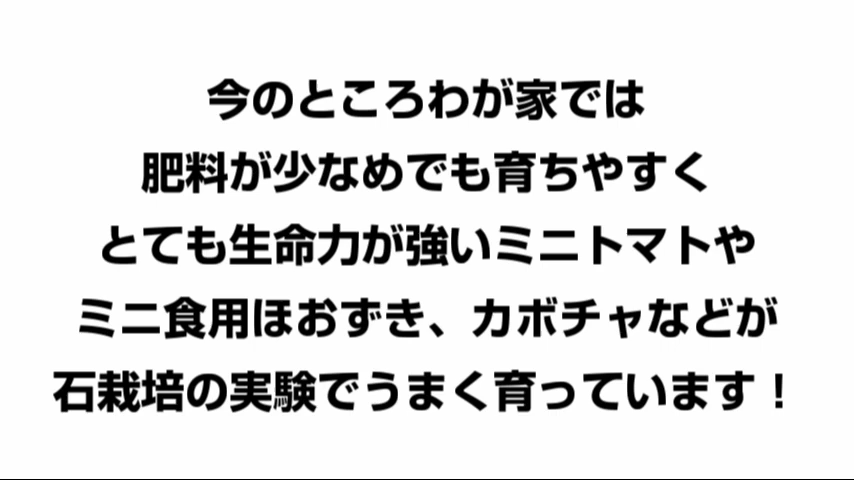 今のところわが家では
肥料が少なめでも育ちやすく
とても生命力が強いミニトマトや
ミニ食用ほおずき、カボチャなどが
石栽培の実験でうまく育っています！